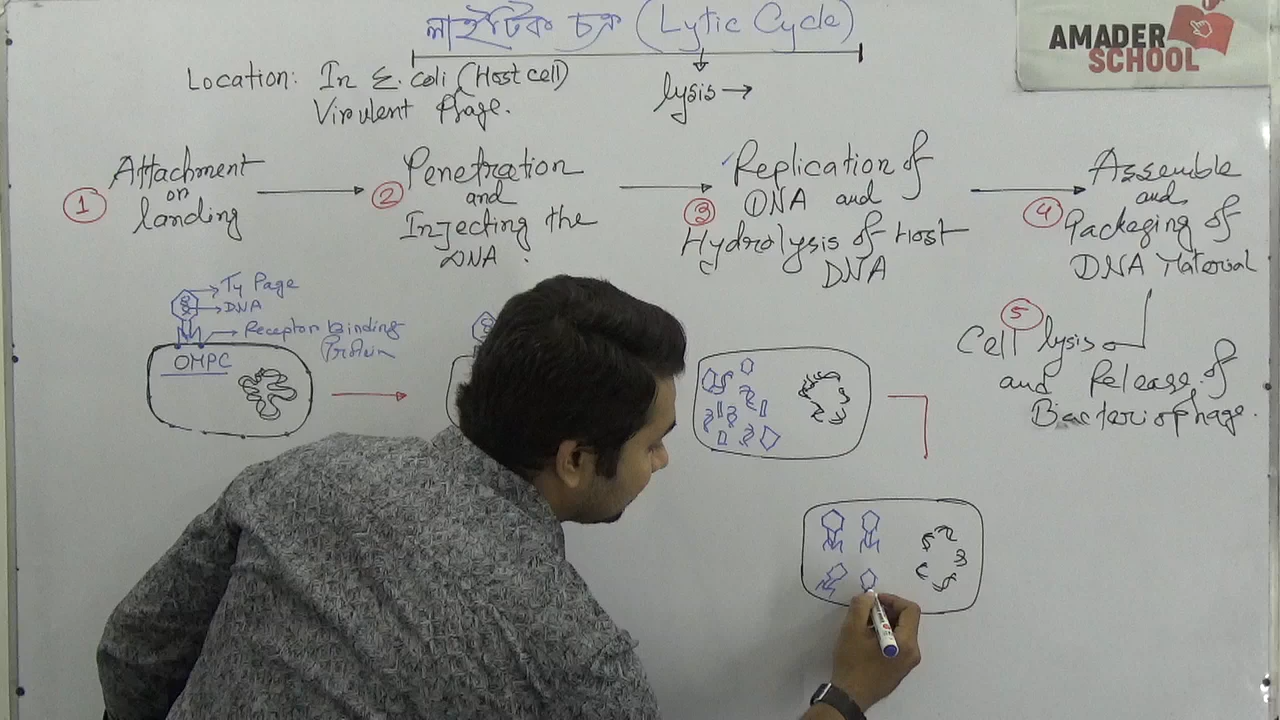 লাইটিক চক্র (Lytic Cycle)
AMADER
SCHOOL
Location: In E. coli (Host cell)
Virulent Phage.
lysis →
1 Attachment
or
landing
2 Penetration
and
Injecting the
DNA.
3 Replication of
DNA and
Hydrolysis of Host
DNA
4 Assemble
and
Packaging of
DNA Material
5 Cell lysis
and Release of
Bacteriophage.
T4 Page
DNA
Receptor Binding
Protein
OMPC